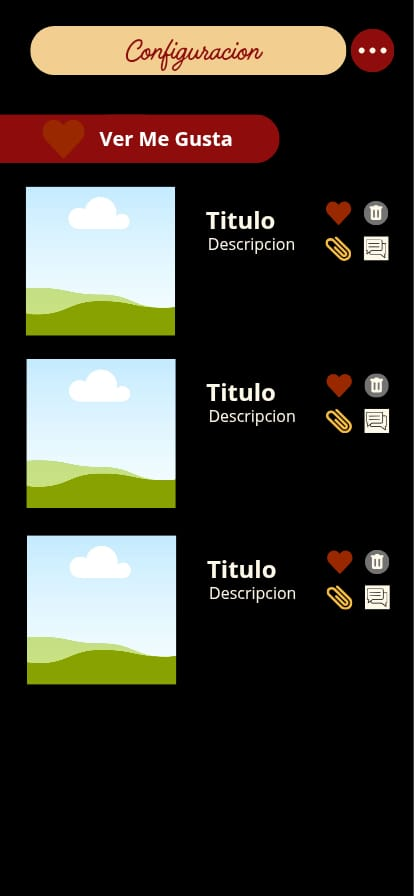 Configuracion
Ver Me Gusta
Titulo
Descripcion
Titulo
Descripcion
Titulo
Descripcion